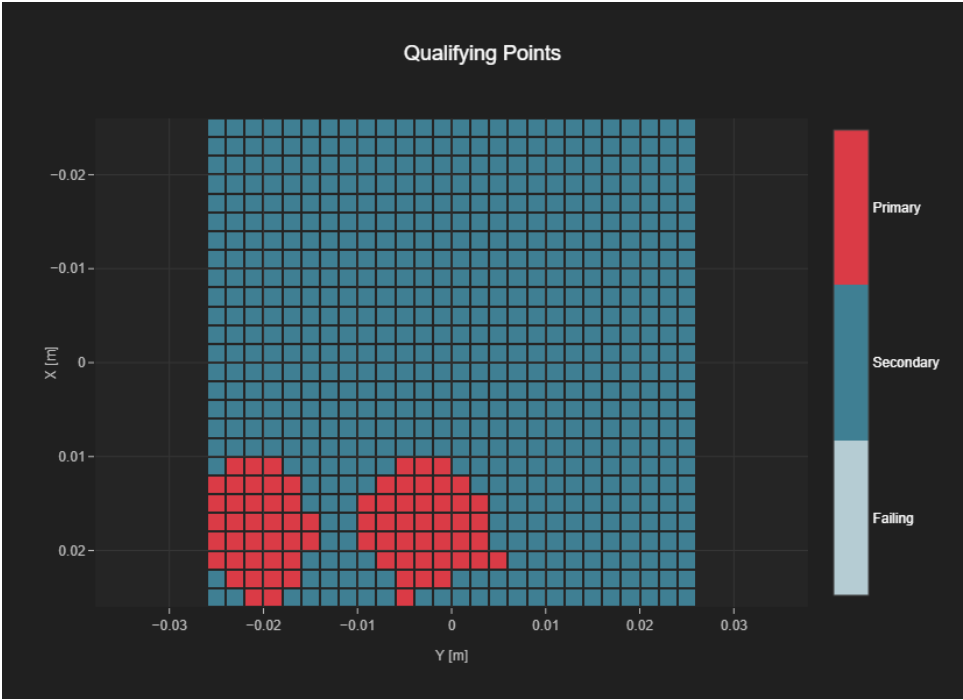 Qualifying Points
−0.02
−0.01
0
0.01
0.02
X [m]
−0.03
−0.02
−0.01
0
0.01
0.02
0.03
Y [m]
Primary
Secondary
Failing